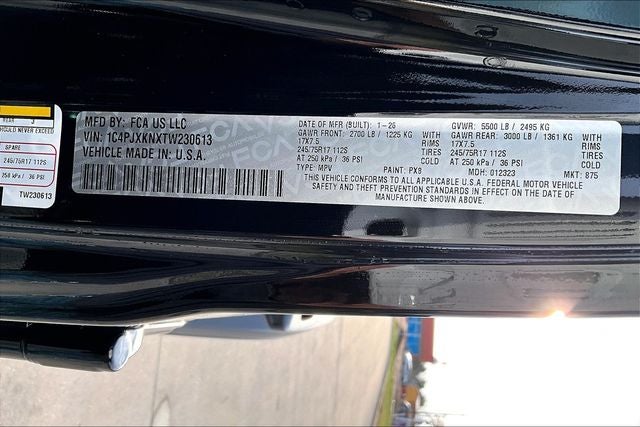 REAR 3
OULD NEVER EXCEED
SPARE
245/75R17 112S
250 kPa / 36 PSI
TW230613
MFD BY: FCA US LLC
VIN: 1C4PJXKNXTW230613
VEHICLE MADE IN: U.S.A.
DATE OF MFR (BUILT): 1-26
GVWR: 5500 LB / 2495 KG
GAWR FRONT: 2700 LB / 1225 KG WITH
GAWR REAR: 3000 LB / 1361 KG WITH
17X7.5 RIMS
17X7.5 RIMS
245/75R17 112S TIRES
245/75R17 112S TIRES
AT 250 kPa / 36 PSI COLD
AT 250 kPa / 36 PSI COLD
TYPE: MPV PAINT: PX8 MDH: 012323 MKT: 875
THIS VEHICLE CONFORMS TO ALL APPLICABLE U.S.A. FEDERAL MOTOR VEHICLE
SAFETY AND THEFT PREVENTION STANDARDS IN EFFECT ON THE DATE OF
MANUFACTURE SHOWN ABOVE.